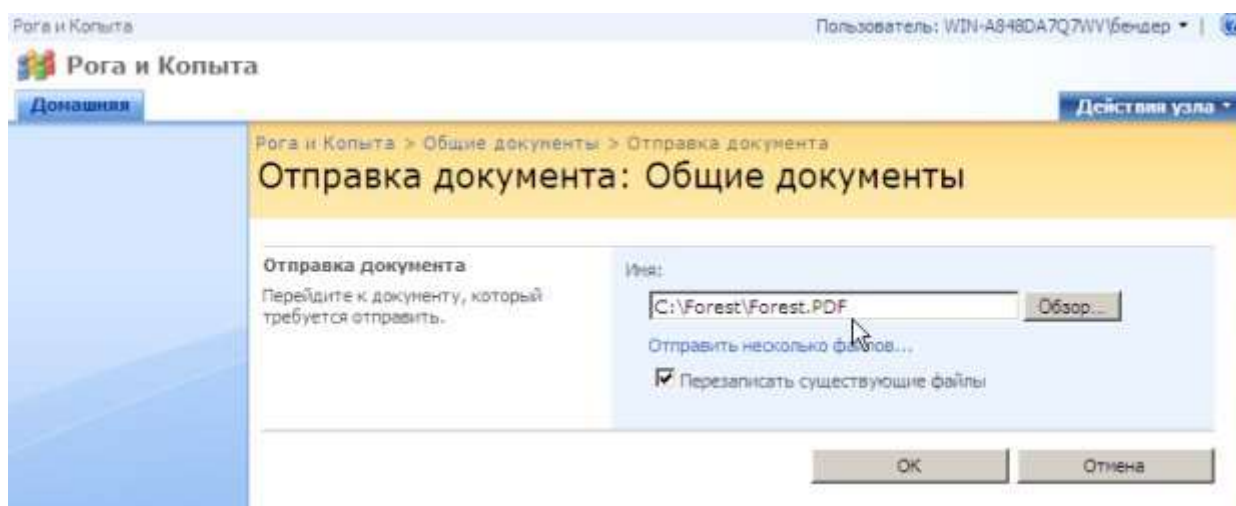 Рога и Копыта
Пользователь: WIN-A848DA7Q7WV\бендер
Рога и Копыта
Домашняя
Действия узла
Рога и Копыта > Общие документы > Отправка документа
Отправка документа: Общие документы
Отправка документа
Перейдите к документу, который
требуется отправить.
Имя:
C:\Forest\Forest.PDF
Обзор...
Отправить несколько файлов...
Перезаписать существующие файлы
OK
Отмена